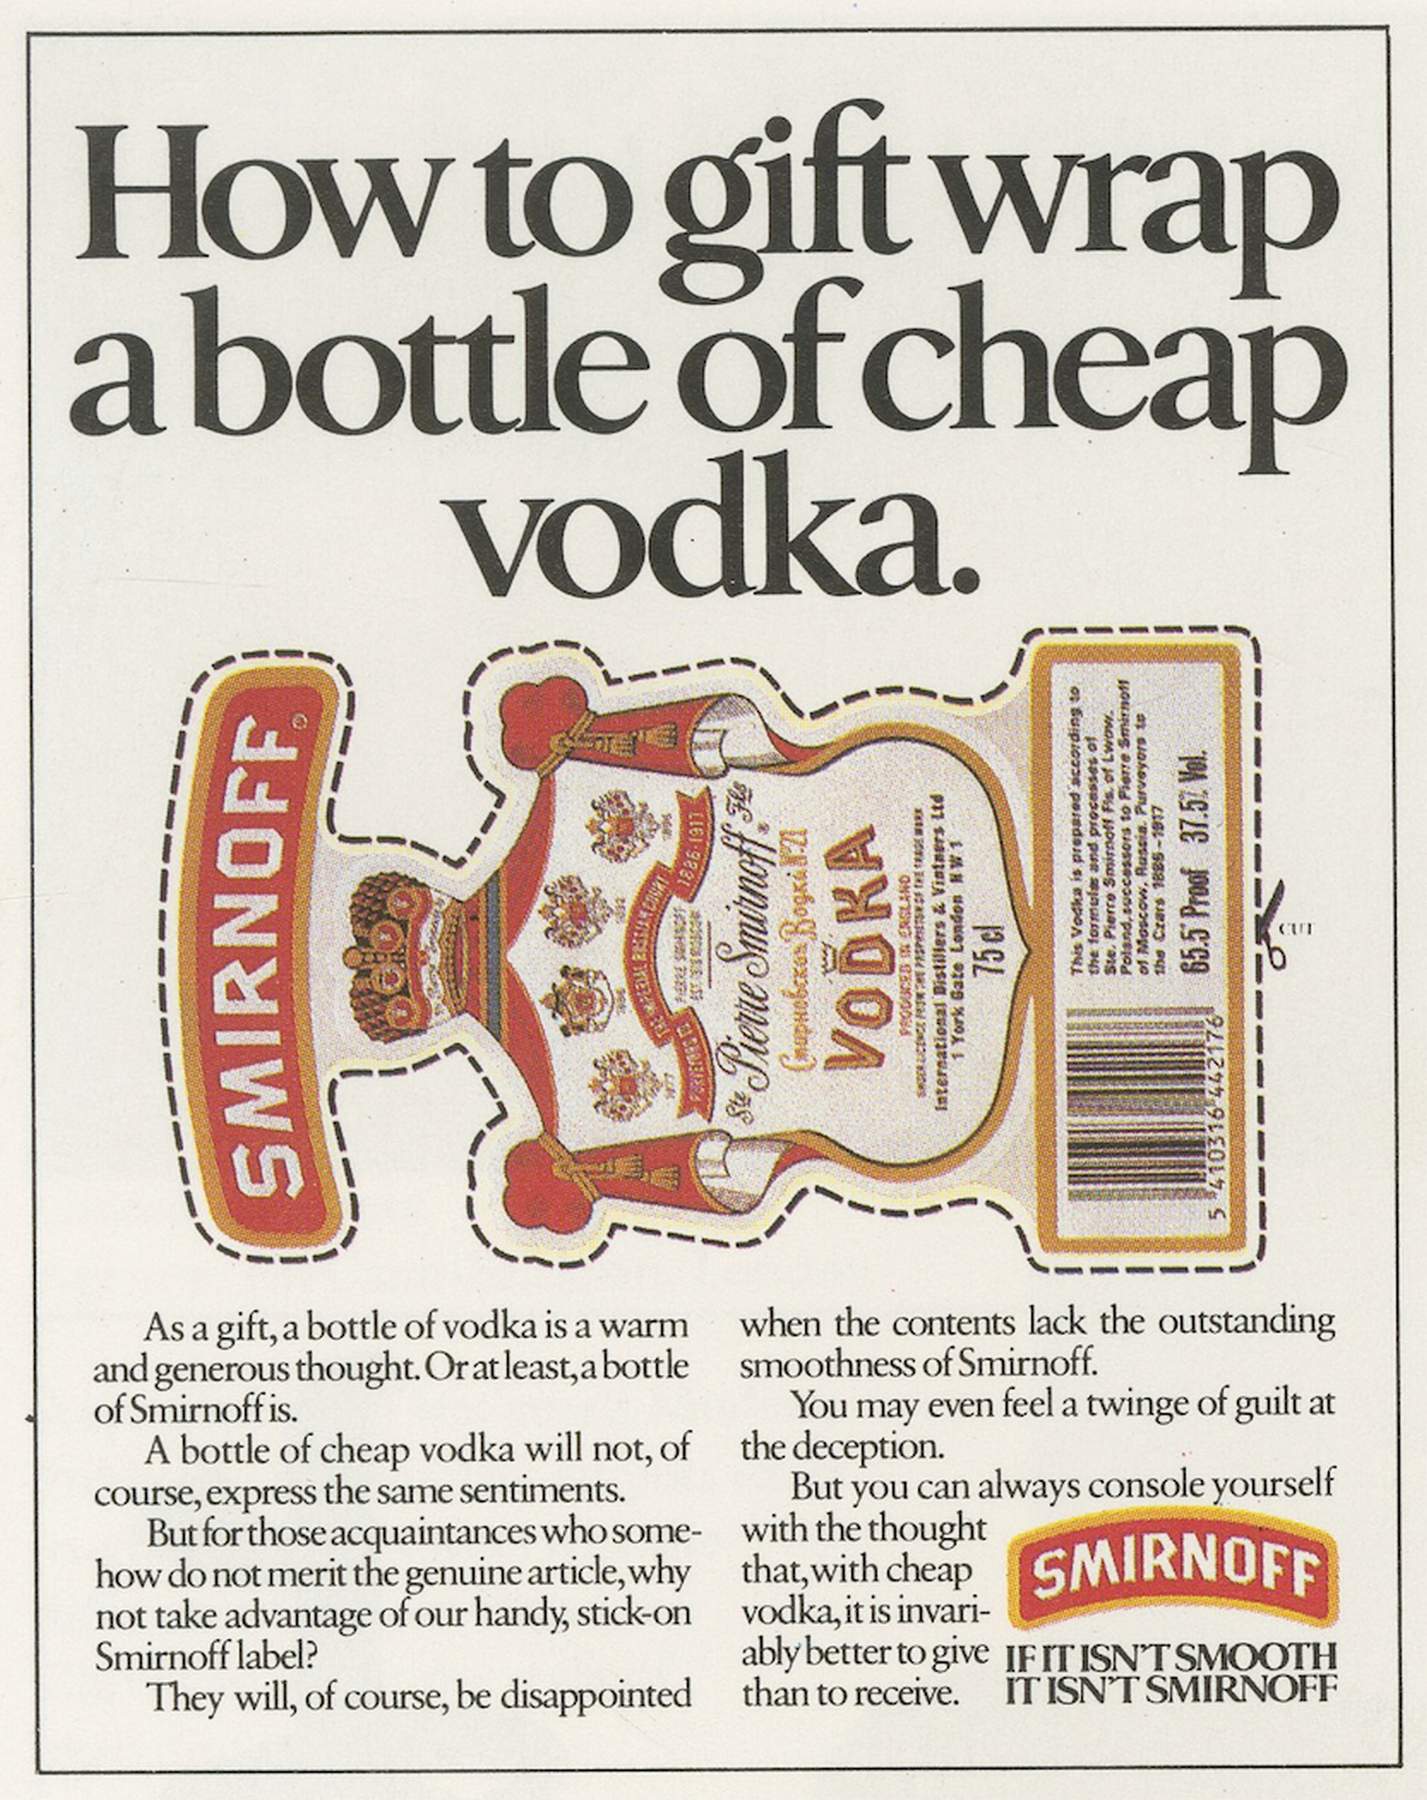 How to gift wrap
a bottle of cheap
vodka.
SMIRNOFF®
1886-1917
PIERRE SMIRNOFF
Ste Pierre Smirnoff Fls
Смирновская Водка №21
VODKA
PRODUCED IN ENGLAND
International Distillers & Vintners Ltd
1 York Gate London NW1
75 cl
This Vodka is prepared according to
the formulae and processes of
Ste. Pierre Smirnoff Fls. of Lwow,
Poland, successors to Pierre Smirnoff
of Moscow, Russia. Purveyors to
the Czars 1886-1917
65.5° Proof 37.5% Vol.
5 410316 442176
CUT
As a gift, a bottle of vodka is a warm
and generous thought. Or at least, a bottle
of Smirnoff is.
A bottle of cheap vodka will not, of
course, express the same sentiments.
But for those acquaintances who some-
how do not merit the genuine article, why
not take advantage of our handy, stick-on
Smirnoff label?
They will, of course, be disappointed
when the contents lack the outstanding
smoothness of Smirnoff.
You may even feel a twinge of guilt at
the deception.
But you can always console yourself
with the thought
that, with cheap
vodka, it is invari-
ably better to give
than to receive.
SMIRNOFF
IF IT ISN'T SMOOTH
IT ISN'T SMIRNOFF